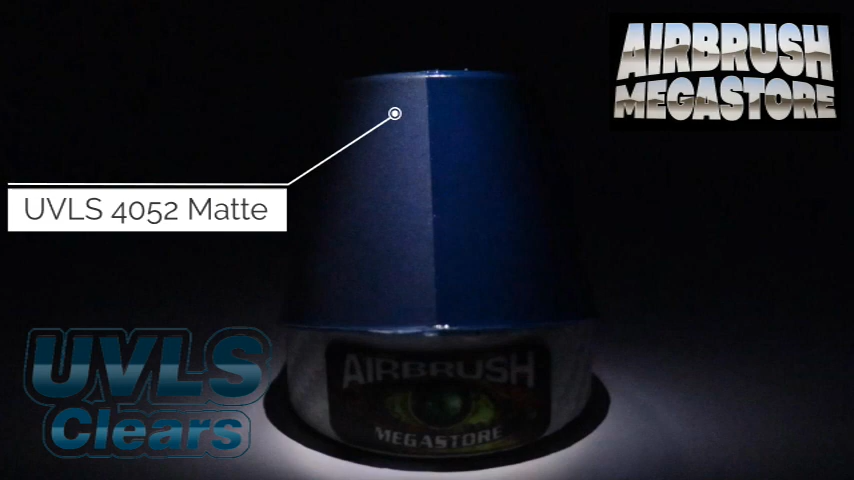 AIRBRUSH
MEGASTORE
UVLS 4052 Matte
UVLS
Clears
AIRBRUSH
MEGASTORE